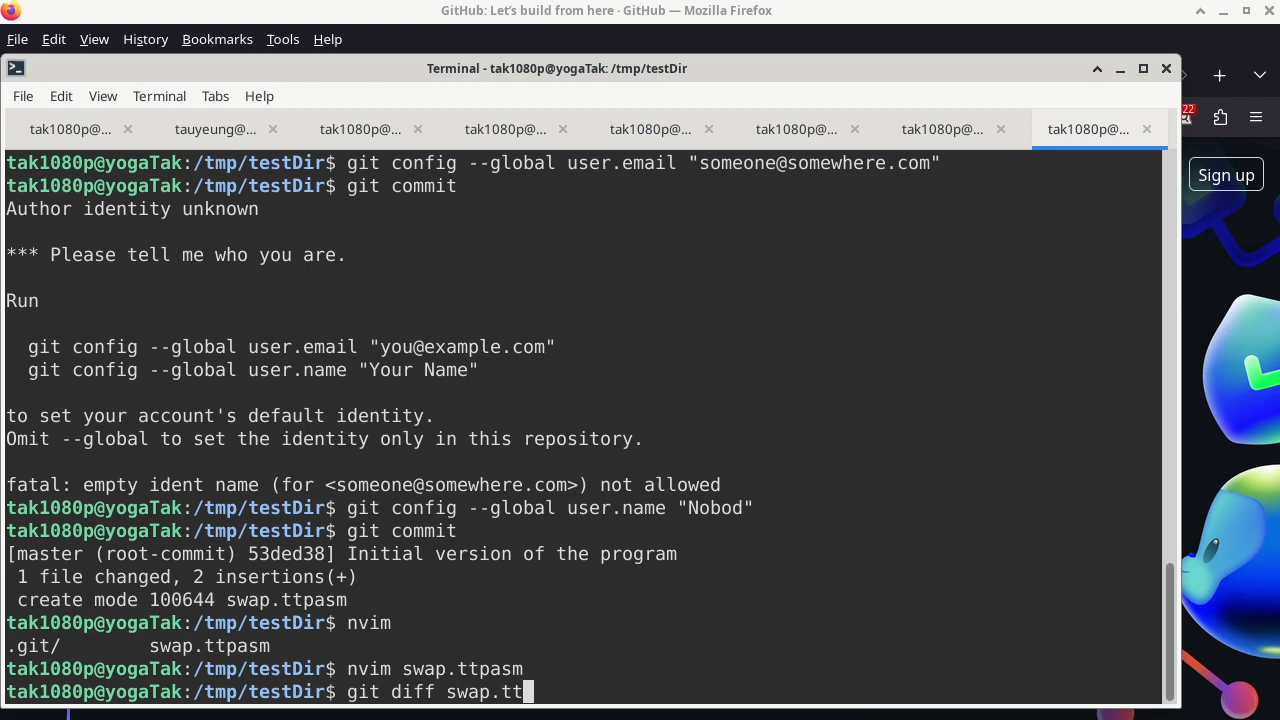 GitHub: Let's build from here · GitHub — Mozilla Firefox
File Edit View History Bookmarks Tools Help
Terminal - tak1080p@yogaTak: /tmp/testDir
File Edit View Terminal Tabs Help
22
tak1080p@... tauyeung@... tak1080p@... tak1080p@... tak1080p@... tak1080p@... tak1080p@... tak1080p@...
tak1080p@yogaTak:/tmp/testDir$ git config --global user.email "someone@somewhere.com"
Sign up
tak1080p@yogaTak:/tmp/testDir$ git commit
Author identity unknown
*** Please tell me who you are.
Run
git config --global user.email "you@example.com"
git config --global user.name "Your Name"
to set your account's default identity.
Omit --global to set the identity only in this repository.
fatal: empty ident name (for <someone@somewhere.com>) not allowed
tak1080p@yogaTak:/tmp/testDir$ git config --global user.name "Nobod"
tak1080p@yogaTak:/tmp/testDir$ git commit
[master (root-commit) 53ded38] Initial version of the program
1 file changed, 2 insertions(+)
create mode 100644 swap.ttpasm
tak1080p@yogaTak:/tmp/testDir$ nvim
.git/ swap.ttpasm
tak1080p@yogaTak:/tmp/testDir$ nvim swap.ttpasm
tak1080p@yogaTak:/tmp/testDir$ git diff swap.tt